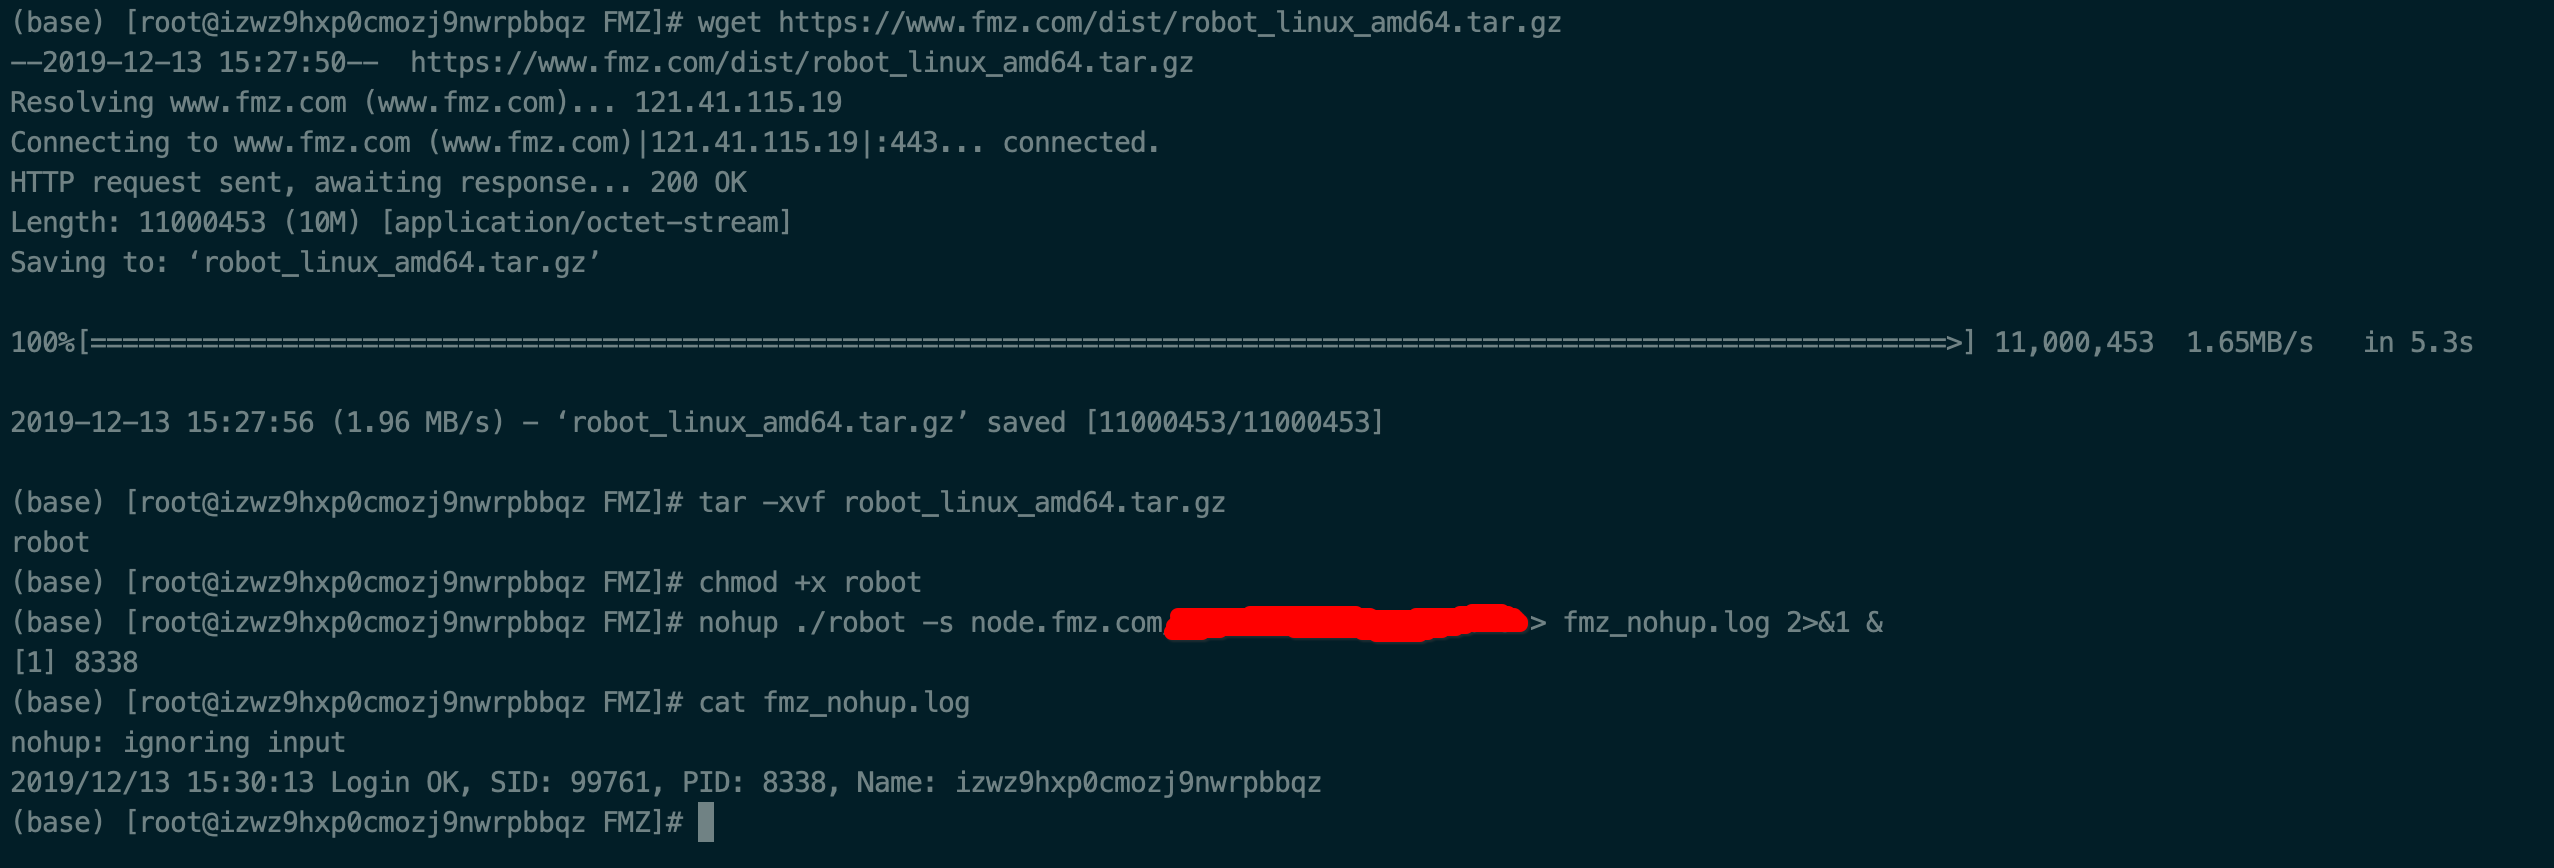 (base) [root@izwz9hxp0cmozj9nwrpbbqz FMZ]# wget https://www.fmz.com/dist/robot_linux_amd64.tar.gz
--2019-12-13 15:27:50--  https://www.fmz.com/dist/robot_linux_amd64.tar.gz
Resolving www.fmz.com (www.fmz.com)... 121.41.115.19
Connecting to www.fmz.com (www.fmz.com)|121.41.115.19|:443... connected.
HTTP request sent, awaiting response... 200 OK
Length: 11000453 (10M) [application/octet-stream]
Saving to: ‘robot_linux_amd64.tar.gz’
100%[====================================================================================================================>] 11,000,453  1.65MB/s   in 5.3s
2019-12-13 15:27:56 (1.96 MB/s) - ‘robot_linux_amd64.tar.gz’ saved [11000453/11000453]
(base) [root@izwz9hxp0cmozj9nwrpbbqz FMZ]# tar -xvf robot_linux_amd64.tar.gz
robot
(base) [root@izwz9hxp0cmozj9nwrpbbqz FMZ]# chmod +x robot
(base) [root@izwz9hxp0cmozj9nwrpbbqz FMZ]# nohup ./robot -s node.fmz.com > fmz_nohup.log 2>&1 &
[1] 8338
(base) [root@izwz9hxp0cmozj9nwrpbbqz FMZ]# cat fmz_nohup.log
nohup: ignoring input
2019/12/13 15:30:13 Login OK, SID: 99761, PID: 8338, Name: izwz9hxp0cmozj9nwrpbbqz
(base) [root@izwz9hxp0cmozj9nwrpbbqz FMZ]#